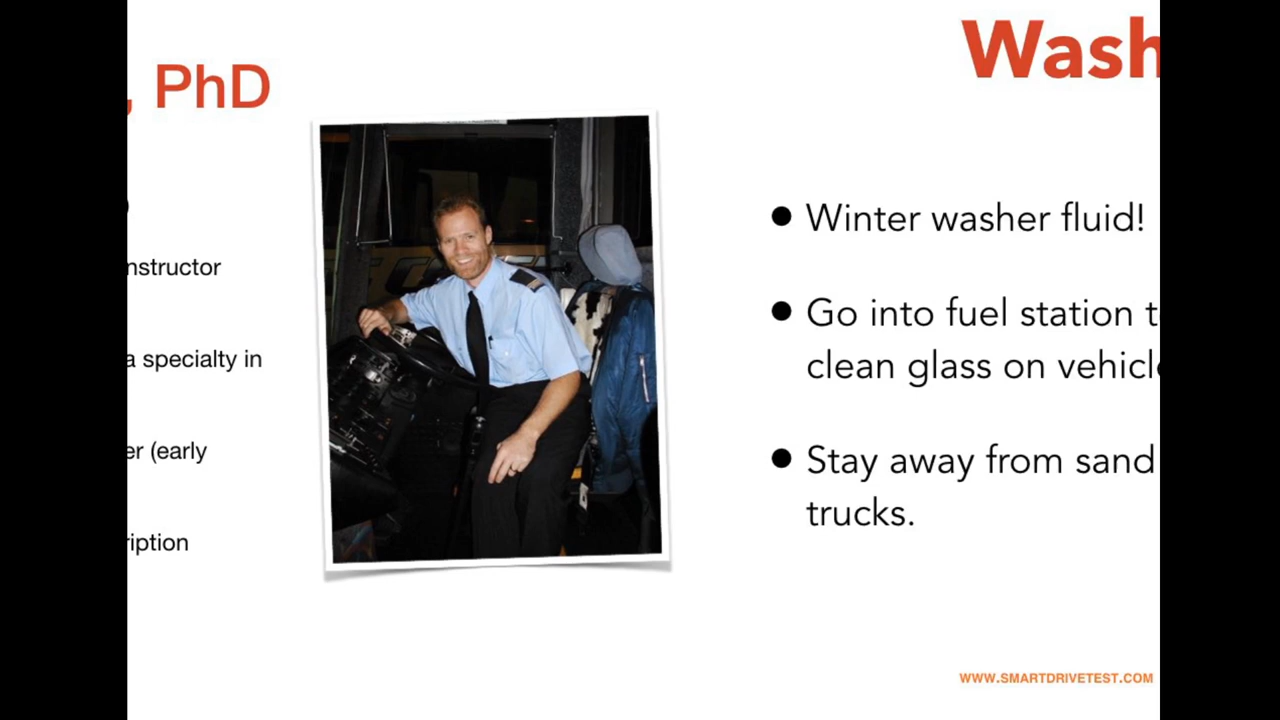 , PhD
)
nstructor
a specialty in
er (early
ription
Wash
● Winter washer fluid!
● Go into fuel station t
clean glass on vehicle
● Stay away from sand
trucks.
WWW.SMARTDRIVETEST.COM